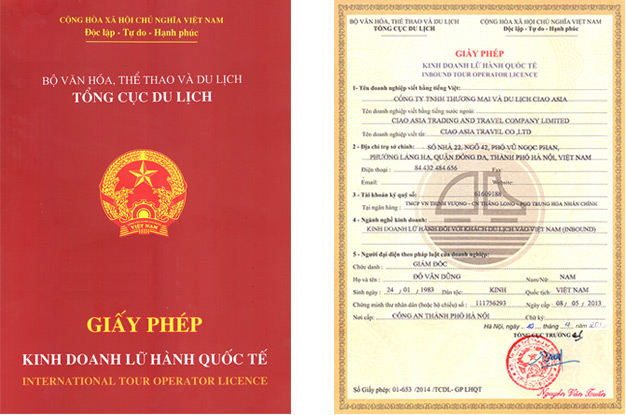 CỘNG HÒA XÃ HỘI CHỦ NGHĨA VIỆT NAM
Độc lập - Tự do - Hạnh phúc
BỘ VĂN HÓA, THỂ THAO VÀ DU LỊCH
TỔNG CỤC DU LỊCH
VIỆT NAM
GIẤY PHÉP
KINH DOANH LỮ HÀNH QUỐC TẾ
INTERNATIONAL TOUR OPERATOR LICENCE
BỘ VĂN HÓA, THỂ THAO VÀ DU LỊCH
TỔNG CỤC DU LỊCH
CỘNG HÒA XÃ HỘI CHỦ NGHĨA VIỆT NAM
Độc lập - Tự do - Hạnh phúc
GIẤY PHÉP
KINH DOANH LỮ HÀNH QUỐC TẾ
INBOUND TOUR OPERATOR LICENCE
1- Tên doanh nghiệp viết bằng tiếng Việt:
CÔNG TY TNHH THƯƠNG MẠI VÀ DU LỊCH CIAO ASIA
Tên doanh nghiệp viết bằng tiếng nước ngoài
CIAO ASIA TRADING AND TRAVEL COMPANY LIMITED
Tên doanh nghiệp viết tắt: CIAO ASIA TRAVEL CO.,LTD
2 - Địa chỉ trụ sở chính: SỐ NHÀ 22, NGÕ 42, PHỐ VŨ NGỌC PHAN,
PHƯỜNG LÁNG HẠ, QUẬN ĐỐNG ĐA, THÀNH PHỐ HÀ NỘI, VIỆT NAM
Điện thoại : 84.432.484.656 Fax :
Email: Website:
3 - Tài khoản ký quỹ số: 61609188
Tại ngân hàng : TMCP VN THỊNH VƯỢNG - CN THĂNG LONG - PGD TRUNG HÒA NHÂN CHÍNH
4 - Ngành nghề kinh doanh:
KINH DOANH LỮ HÀNH ĐỐI VỚI KHÁCH DU LỊCH VÀO VIỆT NAM (INBOUND)
5 - Người đại diện theo pháp luật của doanh nghiệp:
Chức danh : GIÁM ĐỐC
Họ và tên : ĐỖ VĂN DŨNG Nam/Nữ: NAM
Sinh ngày : 24 / 01 / 1983 Dân tộc: KINH Quốc tịch: VIỆT NAM
Chứng minh thư nhân dân (hoặc hộ chiếu) số : 111756293 Ngày cấp : 08 / 05 / 2013
Nơi cấp: CÔNG AN THÀNH PHỐ HÀ NỘI Chữ ký:
Hà Nội, ngày 10 tháng 4 năm
TỔNG CỤC TRƯỞNG
Số Giấy phép: 01-653 /2014 /TCDL- GP LHQT
Nguyễn Văn Tuấn